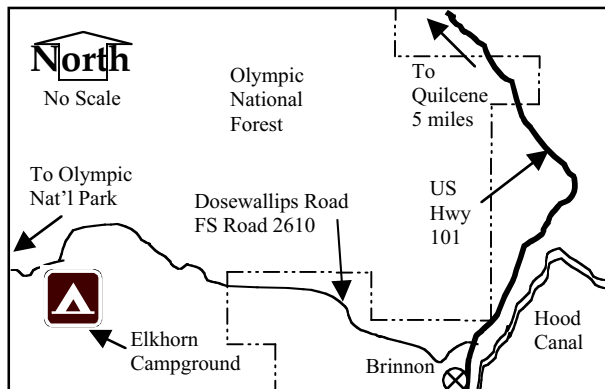 North
No Scale
Olympic
National
Forest
To
Quilcene
5 miles
To Olympic
Nat'l Park
Dosewallips Road
FS Road 2610
US
Hwy
101
Elkhorn
Campground
Brinnon
Hood
Canal